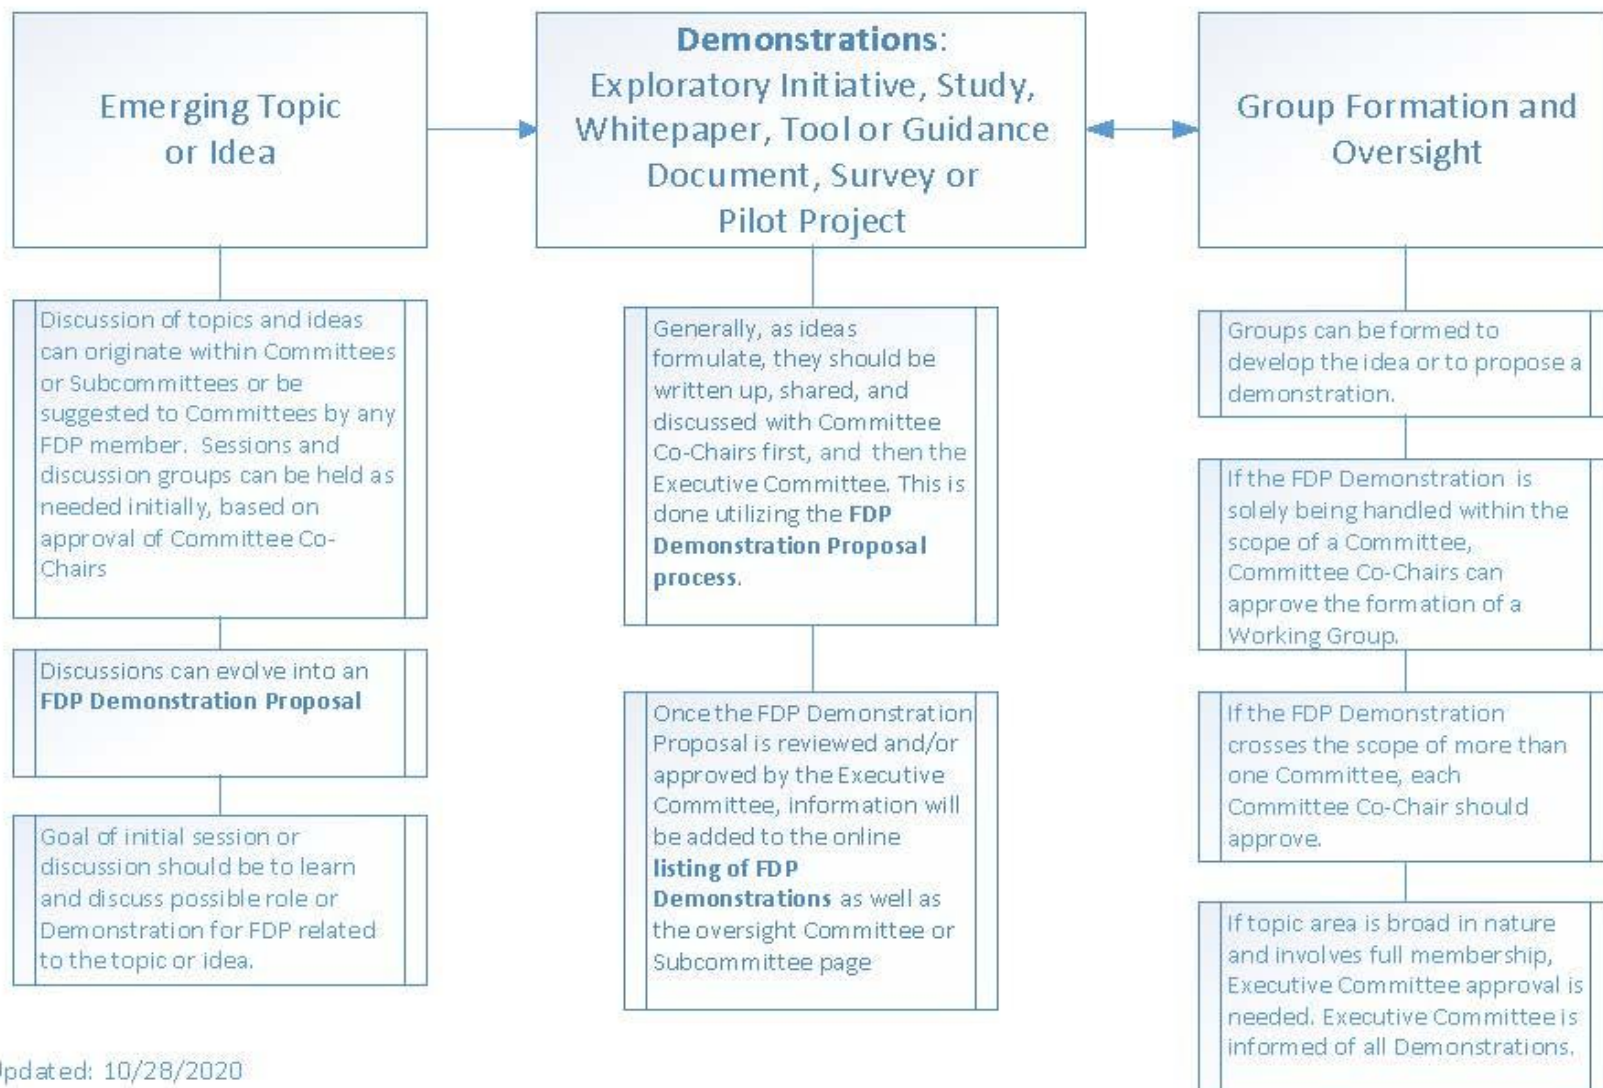 Emerging Topic
or Idea
Discussion of topics and ideas
can originate within Committees
or Subcommittees or be
suggested to Committees by any
FDP member. Sessions and
discussion groups can be held as
needed initially, based on
approval of Committee Co-
Chairs
Discussions can evolve into an
FDP Demonstration Proposal
Goal of initial session or
discussion should be to learn
and discuss possible role or
Demonstration for FDP related
to the topic or idea.
Demonstrations:
Exploratory Initiative, Study,
Whitepaper, Tool or Guidance
Document, Survey or
Pilot Project
Generally, as ideas
formulate, they should be
written up, shared, and
discussed with Committee
Co-Chairs first, and then the
Executive Committee. This is
done utilizing the FDP
Demonstration Proposal
process.
Once the FDP Demonstration
Proposal is reviewed and/or
approved by the Executive
Committee, information will
be added to the online
listing of FDP
Demonstrations as well as
the oversight Committee or
Subcommittee page
Group Formation and
Oversight
Groups can be formed to
develop the idea or to propose a
demonstration.
If the FDP Demonstration is
solely being handled within the
scope of a Committee,
Committee Co-Chairs can
approve the formation of a
Working Group.
If the FDP Demonstration
crosses the scope of more than
one Committee, each
Committee Co-Chair should
approve.
If topic area is broad in nature
and involves full membership,
Executive Committee approval is
needed. Executive Committee is
informed of all Demonstrations.
Updated: 10/28/2020